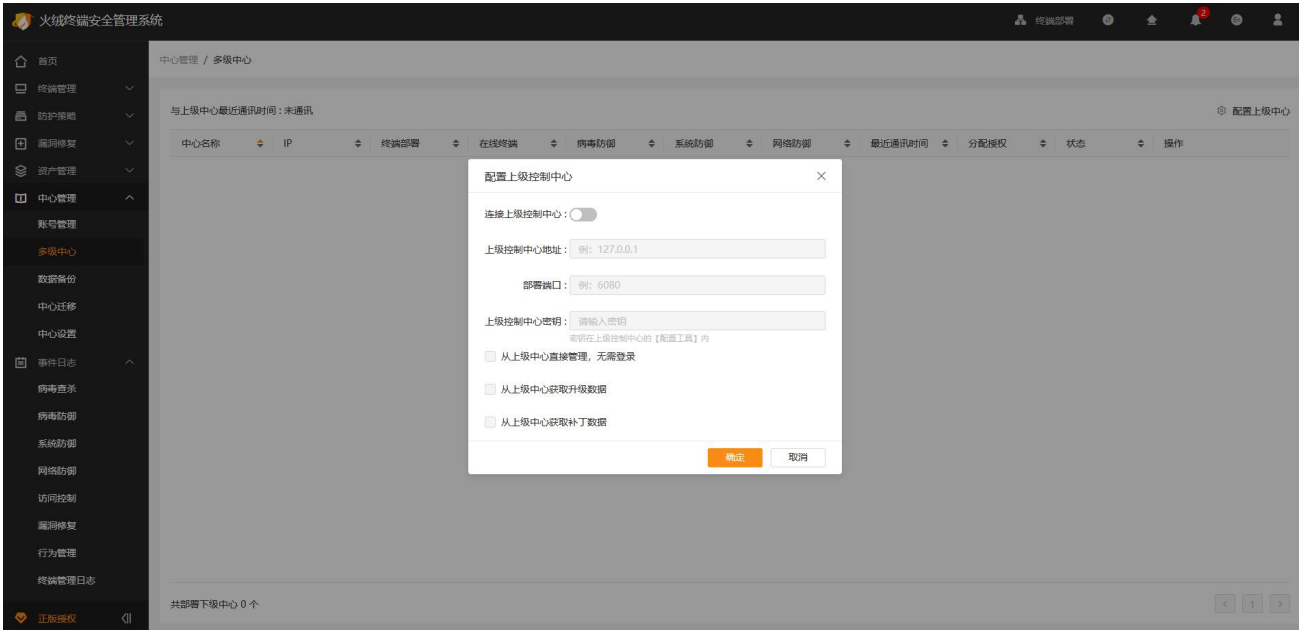 火绒终端安全管理系统
终端部署
2
首页
终端管理
防护策略
漏洞修复
资产管理
中心管理
账号管理
多级中心
数据备份
中心迁移
中心设置
事件日志
病毒查杀
病毒防御
系统防御
网络防御
访问控制
漏洞修复
行为管理
终端管理日志
正版授权
中心管理 / 多级中心
与上级中心最近通讯时间：未通讯
配置上级中心
中心名称 IP 终端部署 在线终端 病毒防御 系统防御 网络防御 最近通讯时间 分配授权 状态 操作
配置上级控制中心
连接上级控制中心：
上级控制中心地址： 例：127.0.0.1
部署端口： 例：6080
上级控制中心密钥： 请输入密钥
密钥在上级控制中心的【配置工具】内
从上级中心直接管理，无需登录
从上级中心获取升级数据
从上级中心获取补丁数据
确定 取消
共部署下级中心 0 个
1